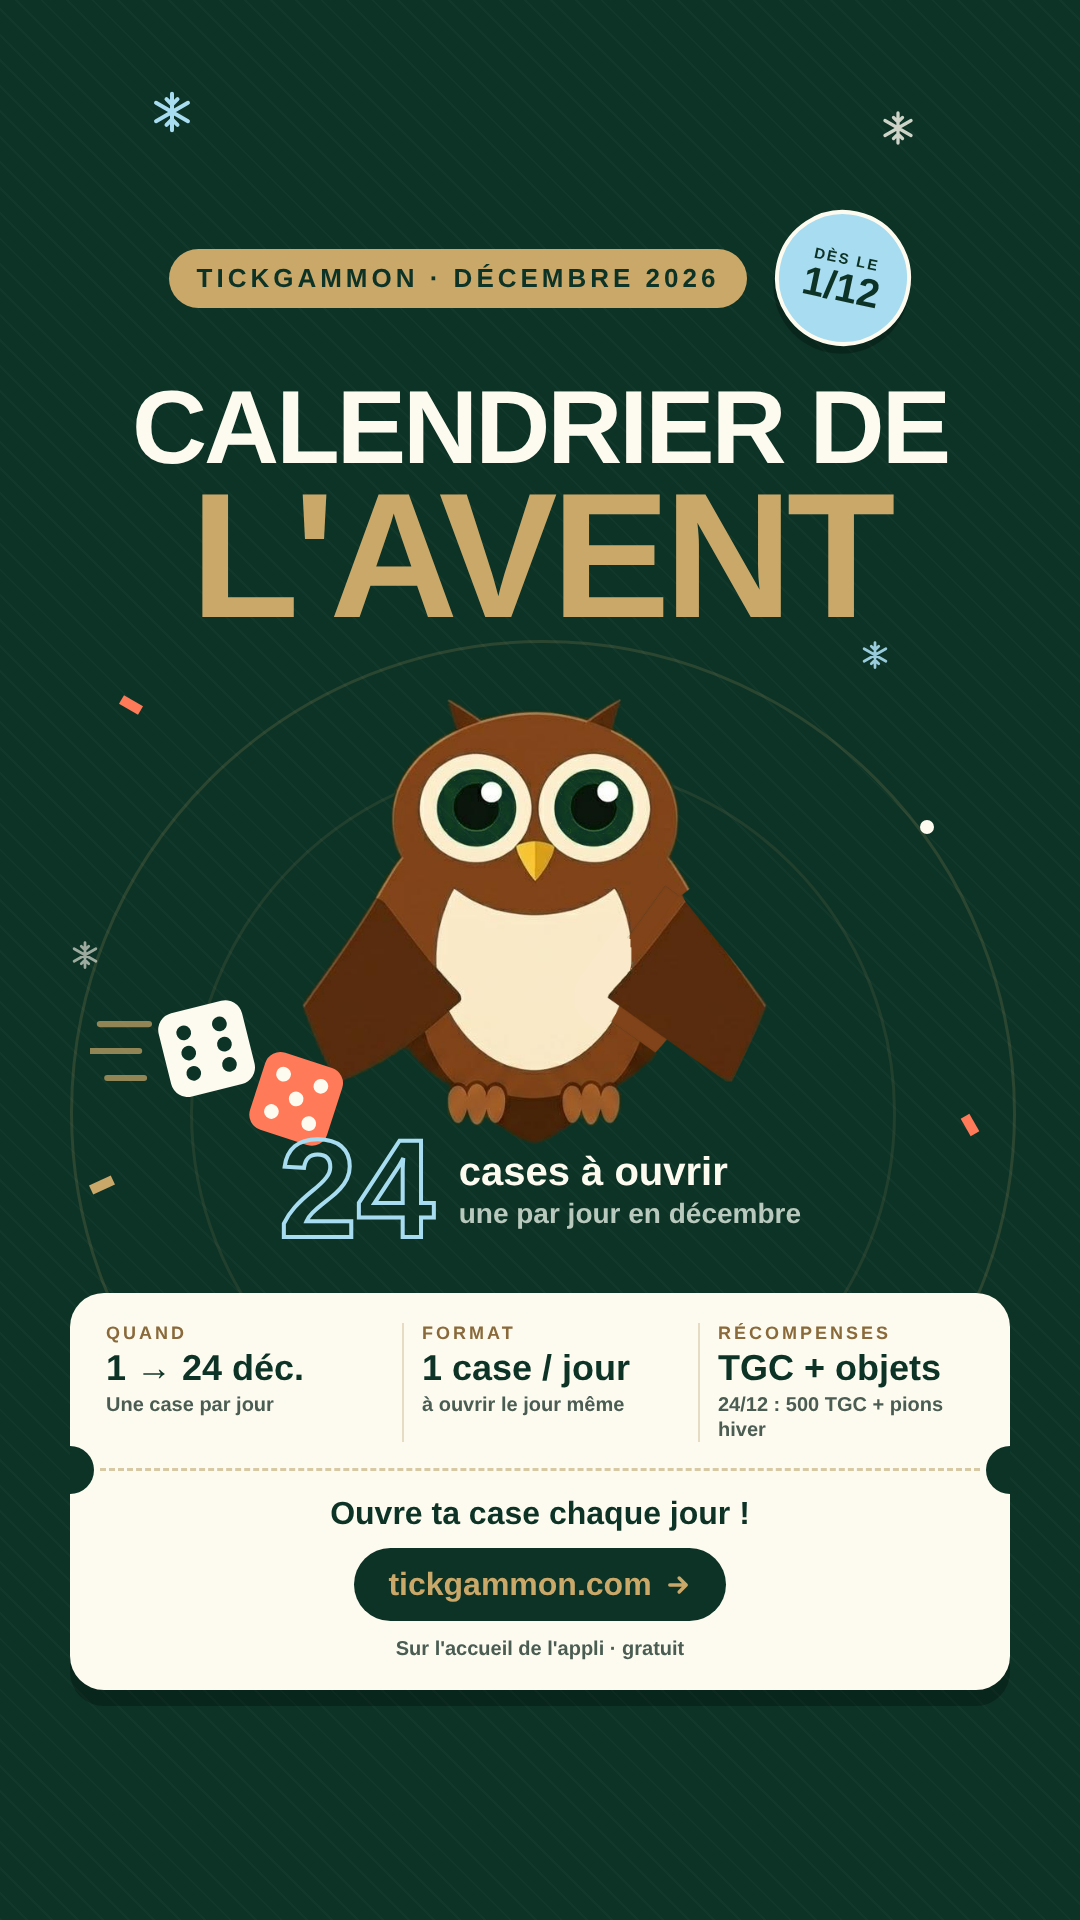 TICKGAMMON · DÉCEMBRE 2026
DÈS LE
1/12
CALENDRIER DE
L'AVENT
24
cases à ouvrir
une par jour en décembre
QUAND
1 → 24 déc.
Une case par jour
FORMAT
1 case / jour
à ouvrir le jour même
RÉCOMPENSES
TGC + objets
24/12 : 500 TGC + pions
hiver
Ouvre ta case chaque jour !
tickgammon.com →
Sur l'accueil de l'appli · gratuit